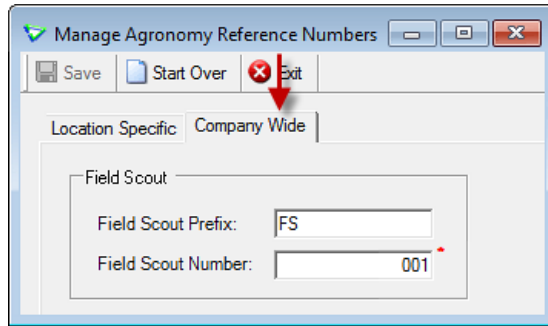 Manage Agronomy Reference Numbers
Save Start Over Exit
Location Specific Company Wide
Field Scout
Field Scout Prefix: FS
Field Scout Number: 001 *